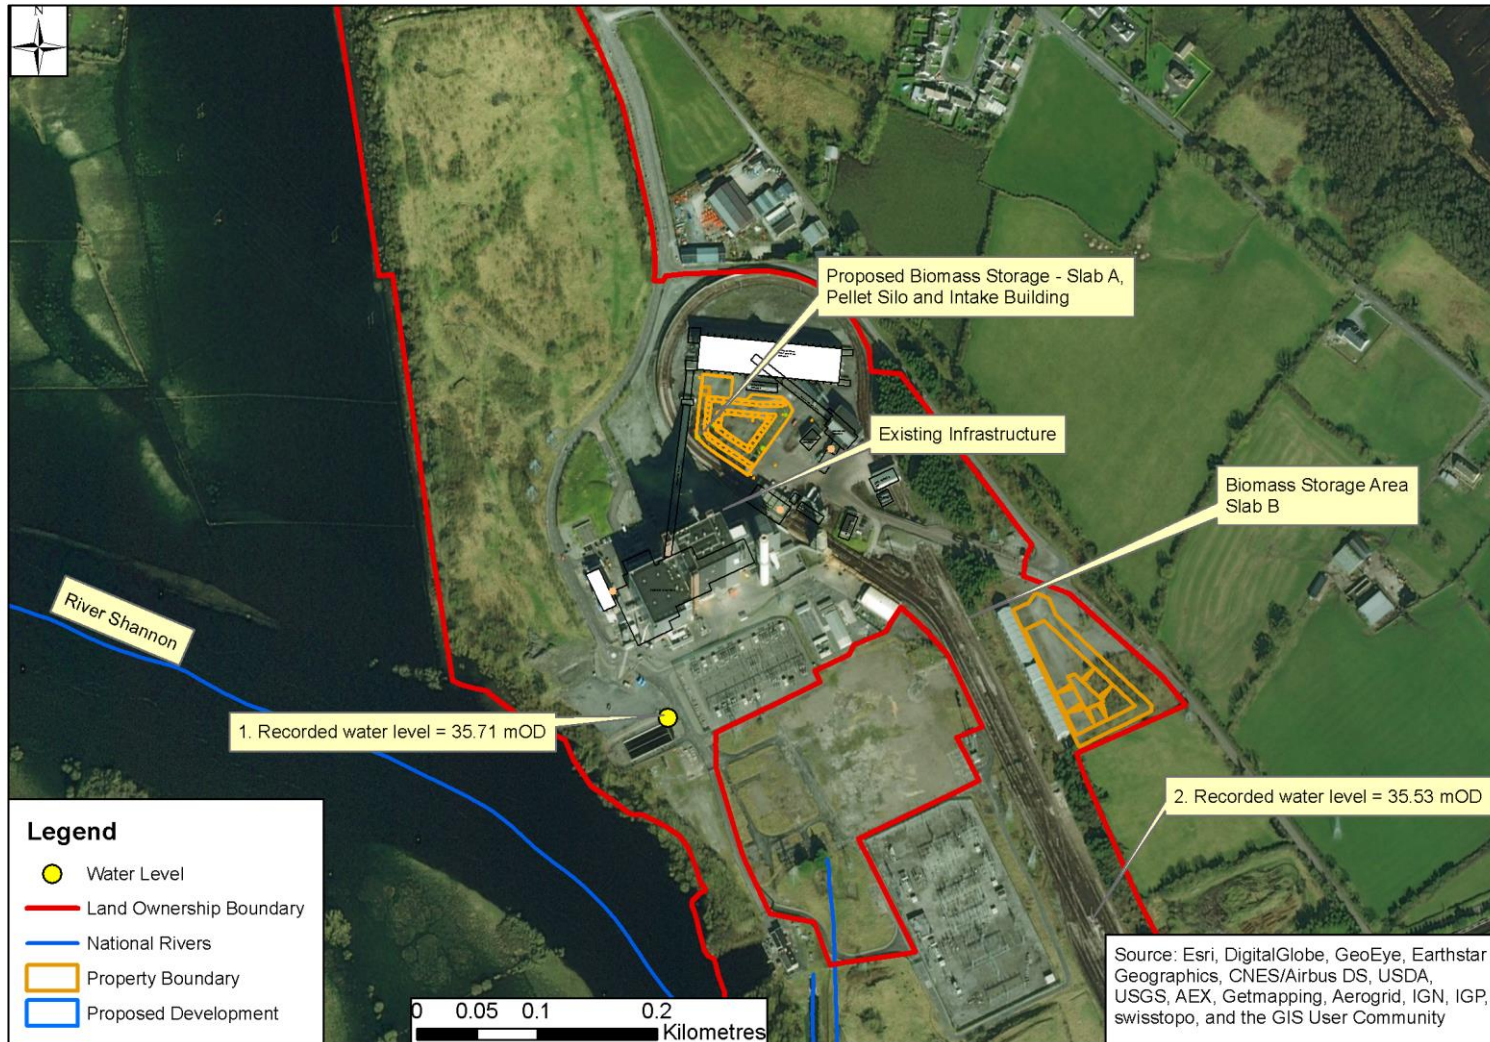 N
Proposed Biomass Storage - Slab A,
Pellet Silo and Intake Building
Existing Infrastructure
Biomass Storage Area
Slab B
River Shannon
1. Recorded water level = 35.71 mOD
2. Recorded water level = 35.53 mOD
Legend
Water Level
Land Ownership Boundary
National Rivers
Property Boundary
Proposed Development
0 0.05 0.1 0.2
Kilometres
Source: Esri, DigitalGlobe, GeoEye, Earthstar
Geographics, CNES/Airbus DS, USDA,
USGS, AEX, Getmapping, Aerogrid, IGN, IGP,
swisstopo, and the GIS User Community